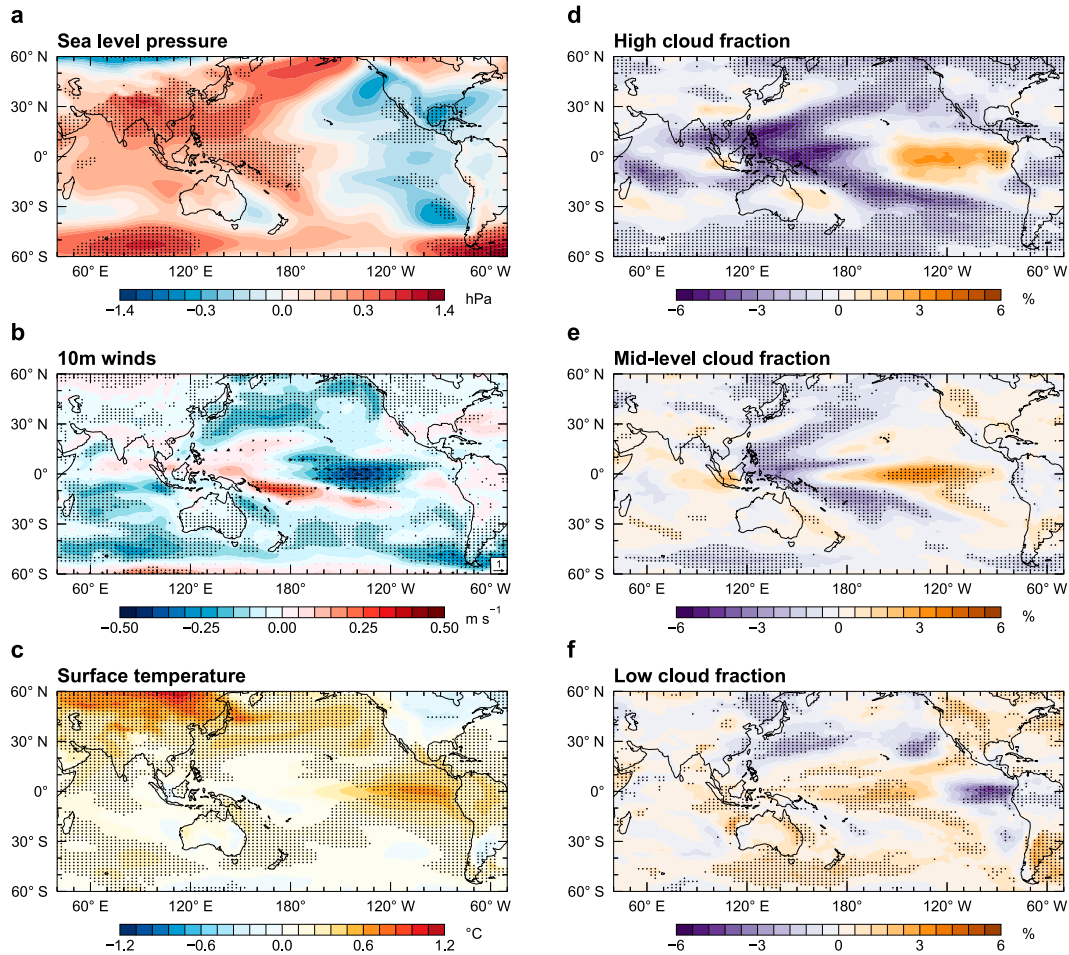 a
Sea level pressure
60° N
30° N
0°
30° S
60° S
60° E 120° E 180° 120° W 60° W
−1.4 −0.3 0.0 0.3 1.4 hPa
b
10m winds
60° N
30° N
0°
30° S
60° S
1
60° E 120° E 180° 120° W 60° W
−0.50 −0.25 0.00 0.25 0.50 m s⁻¹
c
Surface temperature
60° N
30° N
0°
30° S
60° S
60° E 120° E 180° 120° W 60° W
−1.2 −0.6 0.0 0.6 1.2 °C
d
High cloud fraction
60° N
30° N
0°
30° S
60° S
60° E 120° E 180° 120° W 60° W
−6 −3 0 3 6 %
e
Mid-level cloud fraction
60° N
30° N
0°
30° S
60° S
60° E 120° E 180° 120° W 60° W
−6 −3 0 3 6 %
f
Low cloud fraction
60° N
30° N
0°
30° S
60° S
60° E 120° E 180° 120° W 60° W
−6 −3 0 3 6 %